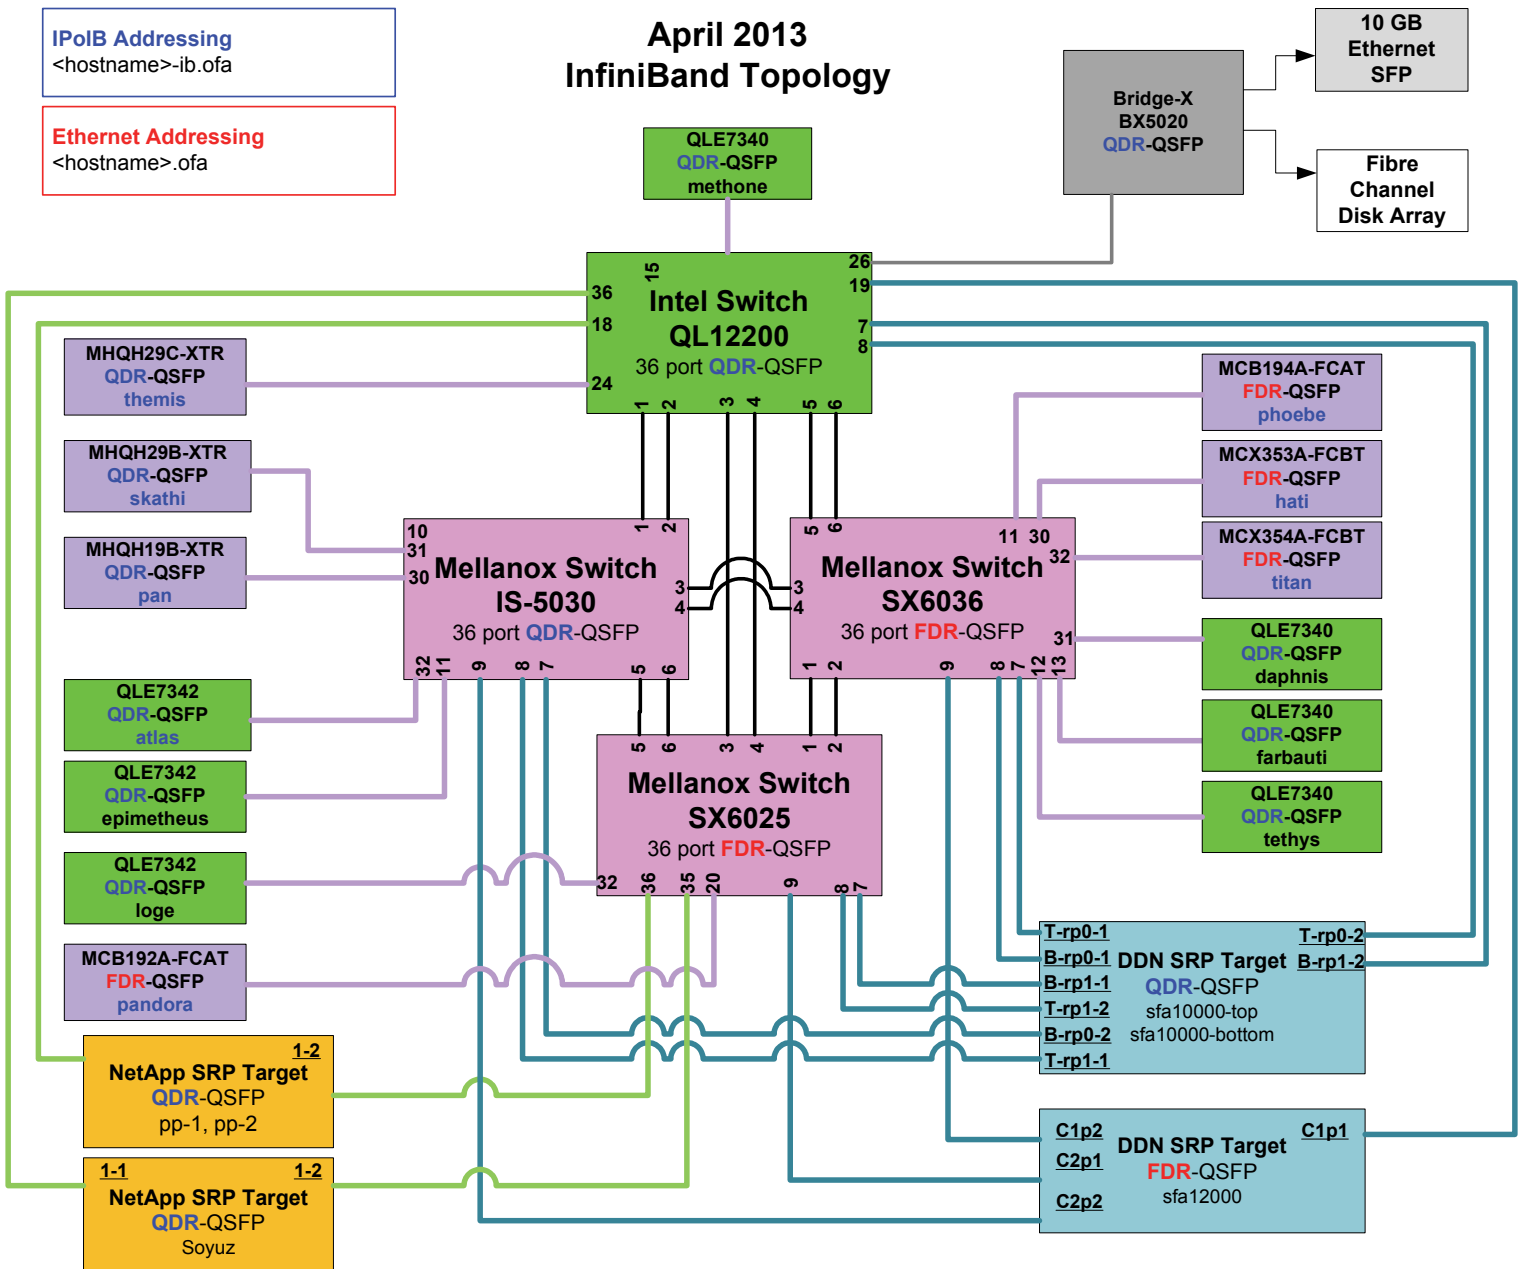 IPoIB Addressing
<hostname>-ib.ofa
Ethernet Addressing
<hostname>.ofa
April 2013
InfiniBand Topology
10 GB
Ethernet
SFP
Bridge-X
BX5020
QDR-QSFP
Fibre
Channel
Disk Array
QLE7340
QDR-QSFP
methone
15
26
19
36
18
24
7
8
Intel Switch
QL12200
36 port QDR-QSFP
1
2
3
4
5
6
MHQH29C-XTR
QDR-QSFP
themis
MHQH29B-XTR
QDR-QSFP
skathi
MHQH19B-XTR
QDR-QSFP
pan
MCB194A-FCAT
FDR-QSFP
phoebe
MCX353A-FCBT
FDR-QSFP
hati
MCX354A-FCBT
FDR-QSFP
titan
1
2
10
31
30
Mellanox Switch
IS-5030
36 port QDR-QSFP
3
4
32
11
9
8
7
5
6
5
6
11
30
32
3
4
Mellanox Switch
SX6036
36 port FDR-QSFP
31
1
2
9
8
7
12
13
QLE7340
QDR-QSFP
daphnis
QLE7340
QDR-QSFP
farbauti
QLE7340
QDR-QSFP
tethys
QLE7342
QDR-QSFP
atlas
QLE7342
QDR-QSFP
epimetheus
QLE7342
QDR-QSFP
loge
MCB192A-FCAT
FDR-QSFP
pandora
5
6
3
4
1
2
Mellanox Switch
SX6025
36 port FDR-QSFP
32
36
35
20
9
8
7
T-rp0-1
B-rp0-1
B-rp1-1
T-rp1-2
B-rp0-2
T-rp1-1
DDN SRP Target
QDR-QSFP
sfa10000-top
sfa10000-bottom
T-rp0-2
B-rp1-2
1-2
NetApp SRP Target
QDR-QSFP
pp-1, pp-2
1-1
1-2
NetApp SRP Target
QDR-QSFP
Soyuz
C1p2
C2p1
C2p2
DDN SRP Target
FDR-QSFP
sfa12000
C1p1